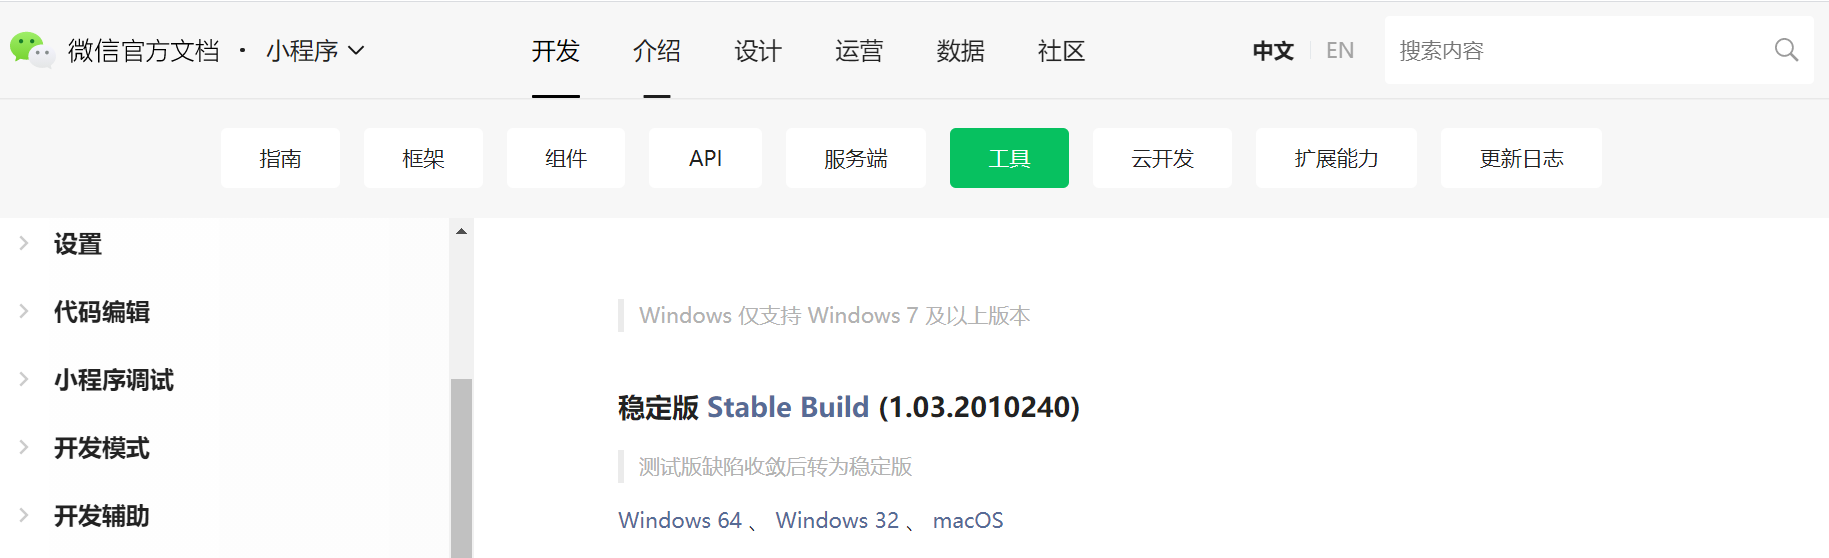 微信官方文档 · 小程序 开发 介绍 设计 运营 数据 社区 中文 EN 搜索内容
指南 框架 组件 API 服务端 工具 云开发 扩展能力 更新日志
设置
代码编辑
小程序调试
开发模式
开发辅助
Windows 仅支持 Windows 7 及以上版本
稳定版 Stable Build (1.03.2010240)
测试版缺陷收敛后转为稳定版
Windows 64 、 Windows 32 、 macOS